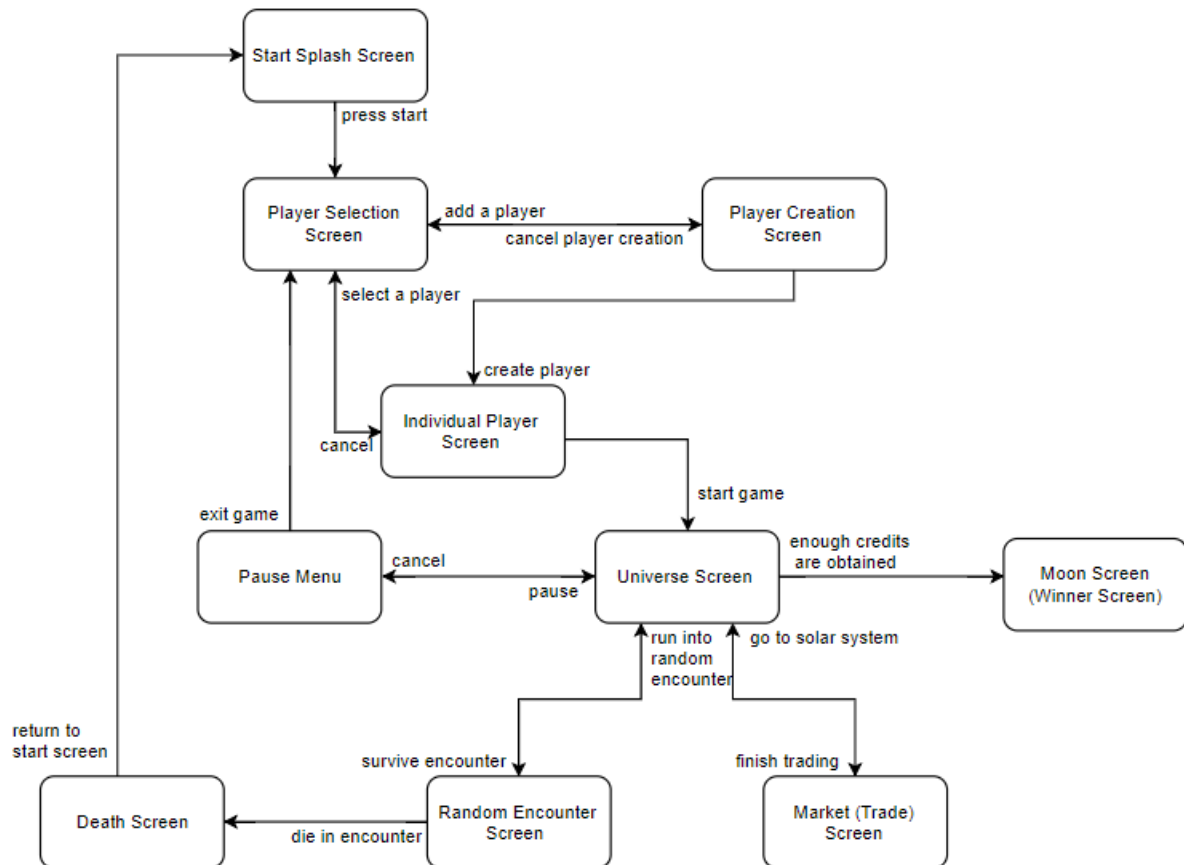 Start Splash Screen
press start
Player Selection
Screen
add a player
cancel player creation
Player Creation
Screen
select a player
create player
Individual Player
Screen
cancel
start game
exit game
Pause Menu
cancel
pause
Universe Screen
enough credits
are obtained
Moon Screen
(Winner Screen)
run into
random
encounter
go to solar system
return to
start screen
survive encounter
finish trading
Death Screen
die in encounter
Random Encounter
Screen
Market (Trade)
Screen